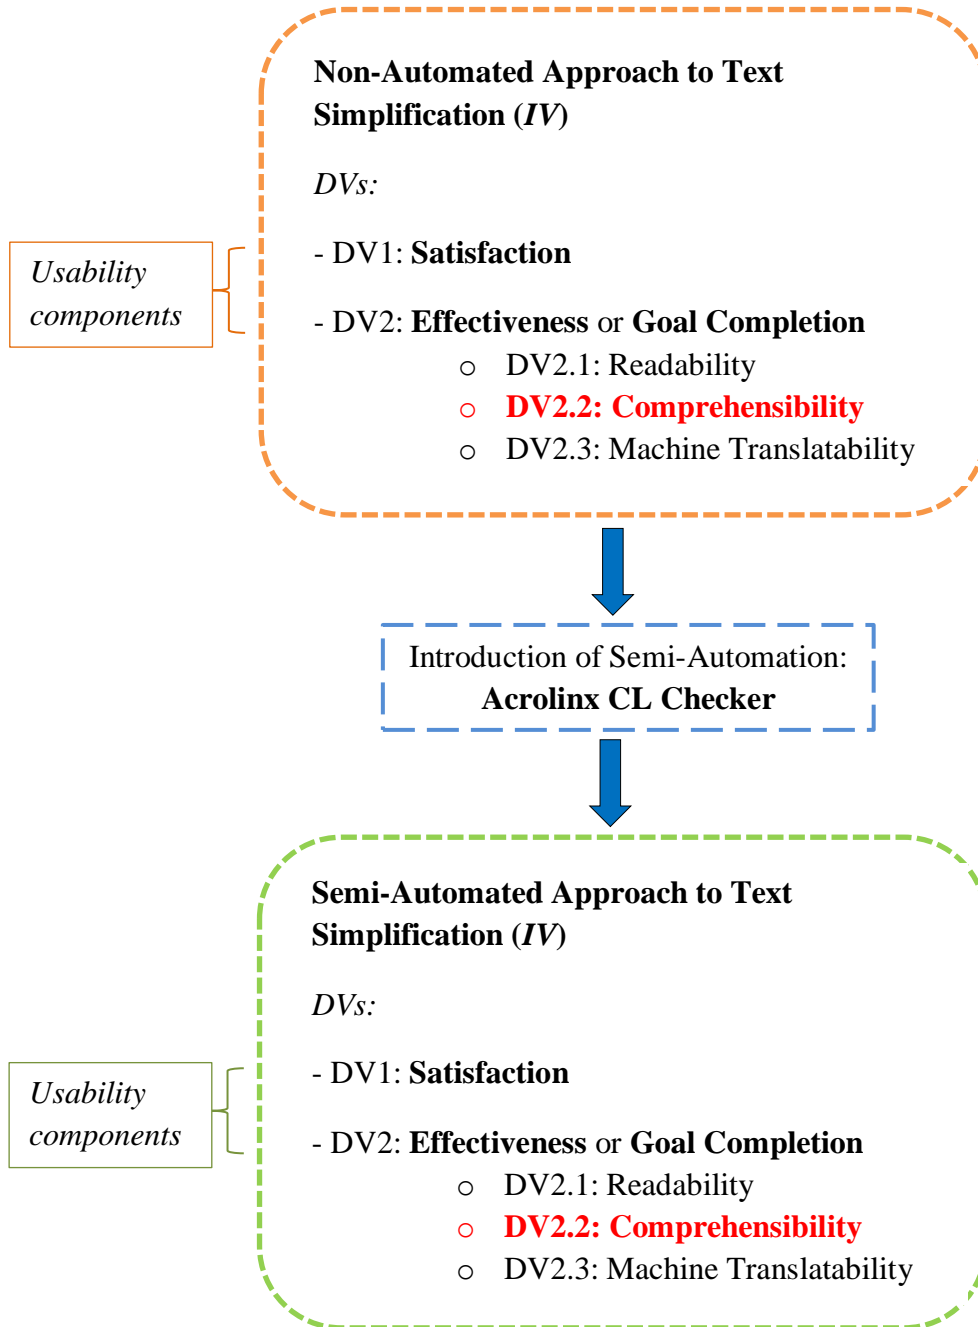 Non-Automated Approach to Text
Simplification (IV)
DVs:
Usability
components
- DV1: Satisfaction
- DV2: Effectiveness or Goal Completion
o DV2.1: Readability
o DV2.2: Comprehensibility
o DV2.3: Machine Translatability
Introduction of Semi-Automation:
Acrolinx CL Checker
Semi-Automated Approach to Text
Simplification (IV)
DVs:
Usability
components
- DV1: Satisfaction
- DV2: Effectiveness or Goal Completion
o DV2.1: Readability
o DV2.2: Comprehensibility
o DV2.3: Machine Translatability